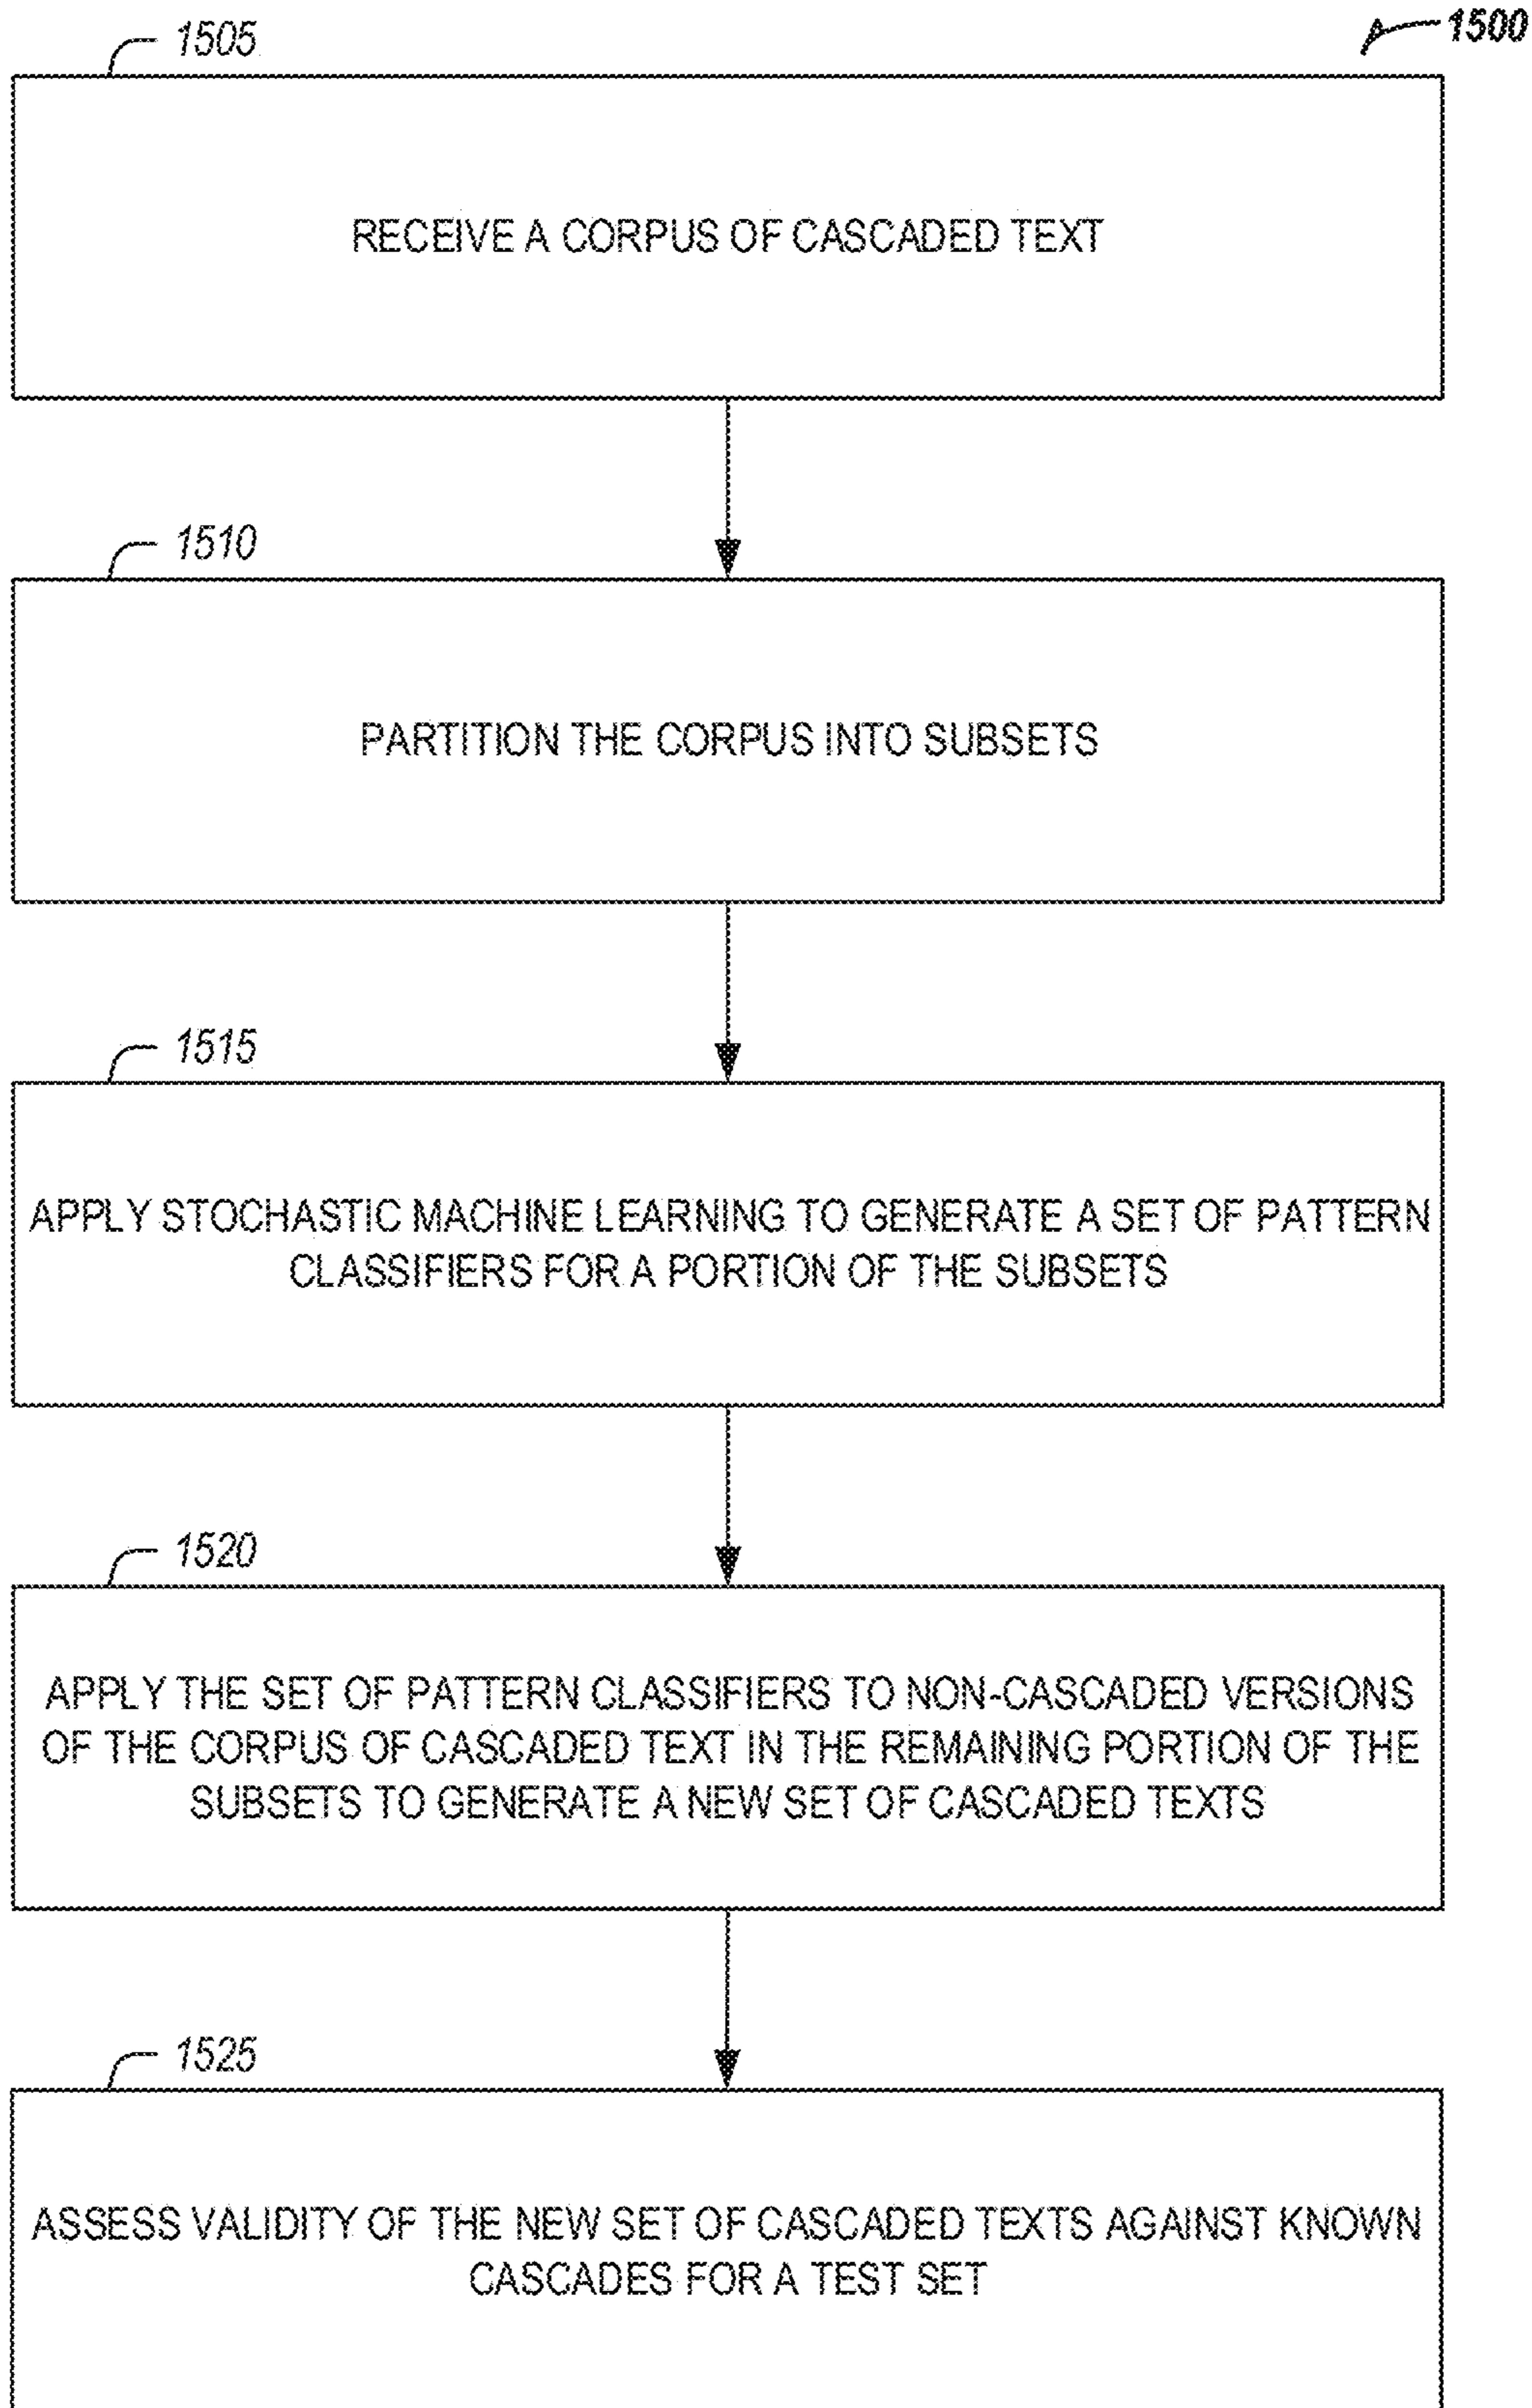 1500
1505
RECEIVE A CORPUS OF CASCADED TEXT
1510
PARTITION THE CORPUS INTO SUBSETS
1515
APPLY STOCHASTIC MACHINE LEARNING TO GENERATE A SET OF PATTERN
CLASSIFIERS FOR A PORTION OF THE SUBSETS
1520
APPLY THE SET OF PATTERN CLASSIFIERS TO NON-CASCADED VERSIONS
OF THE CORPUS OF CASCADED TEXT IN THE REMAINING PORTION OF THE
SUBSETS TO GENERATE A NEW SET OF CASCADED TEXTS
1525
ASSESS VALIDITY OF THE NEW SET OF CASCADED TEXTS AGAINST KNOWN
CASCADES FOR A TEST SET